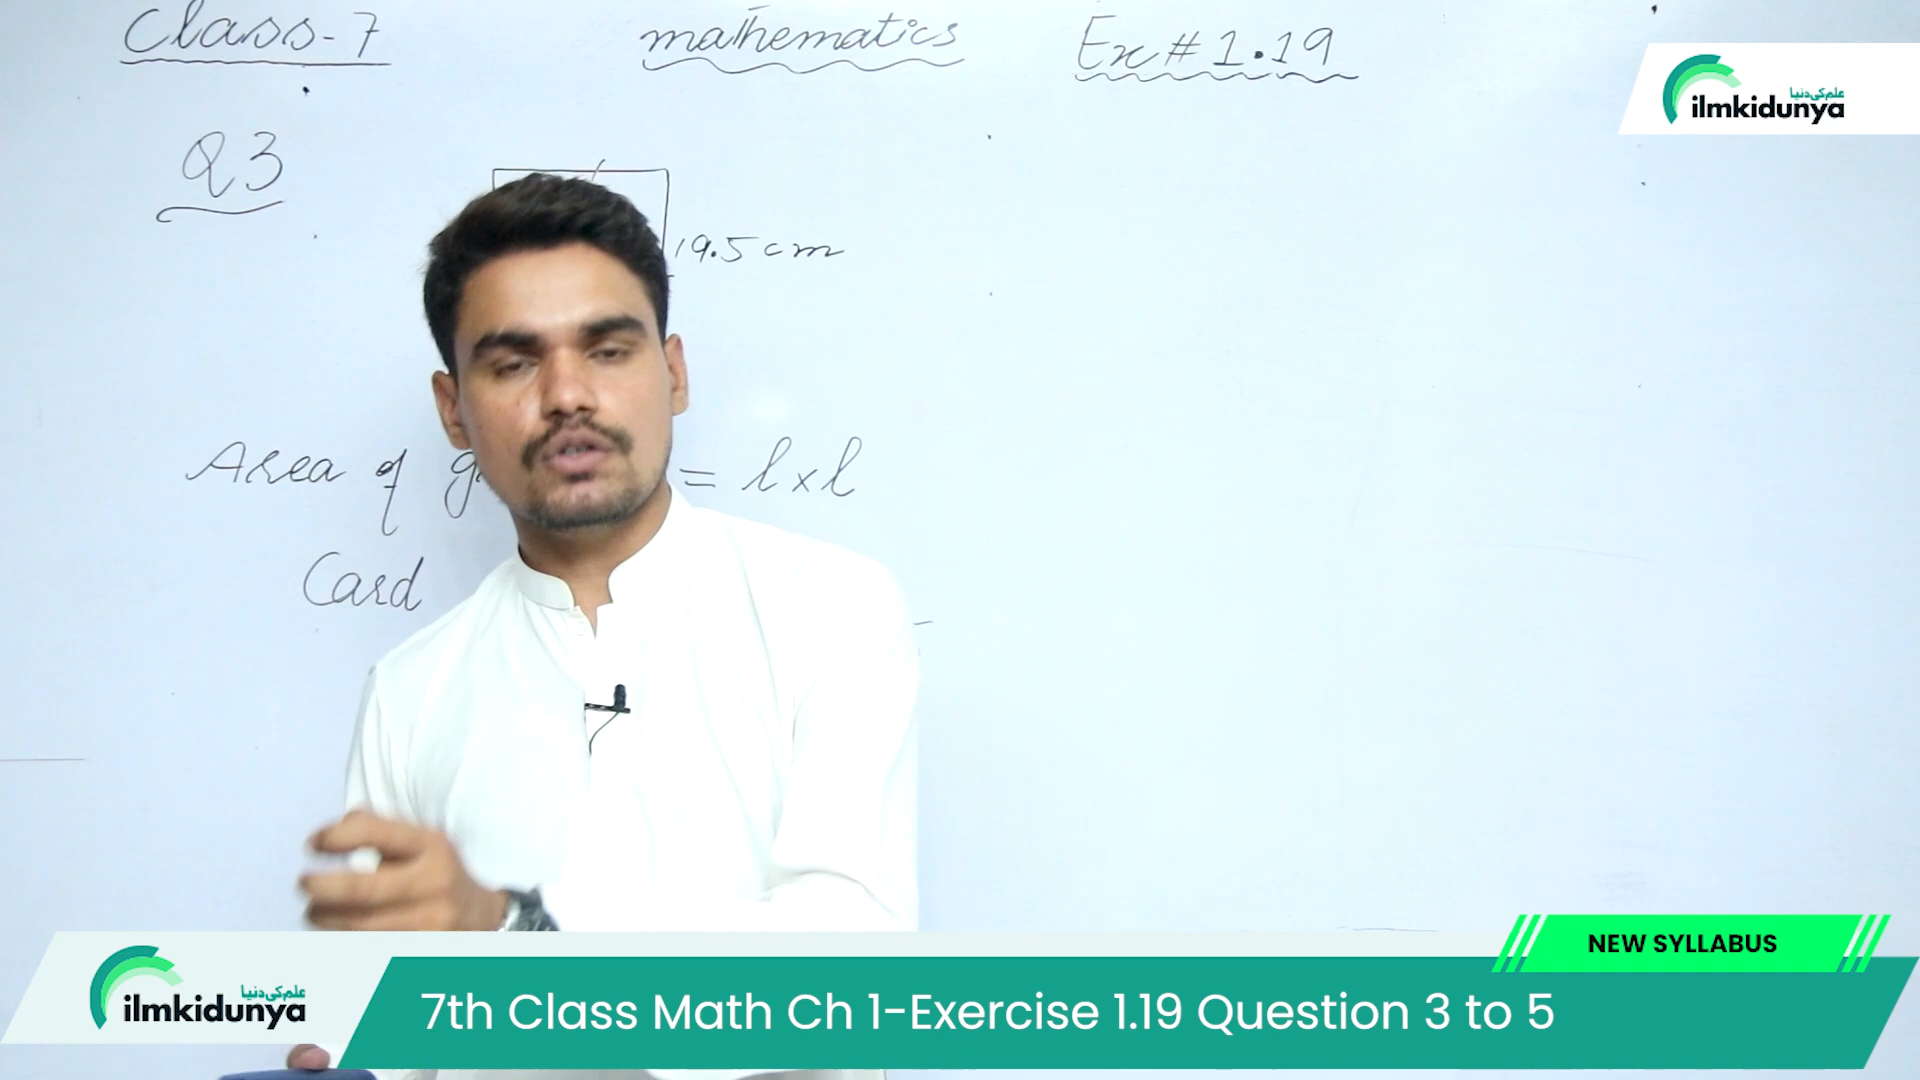 Class-7 mathematics Ex # 1.19
علم کی دنیا
ilmkidunya
Q3
19.5 cm
Area of = l x l
Card
NEW SYLLABUS
علم کی دنیا
ilmkidunya
7th Class Math Ch 1-Exercise 1.19 Question 3 to 5